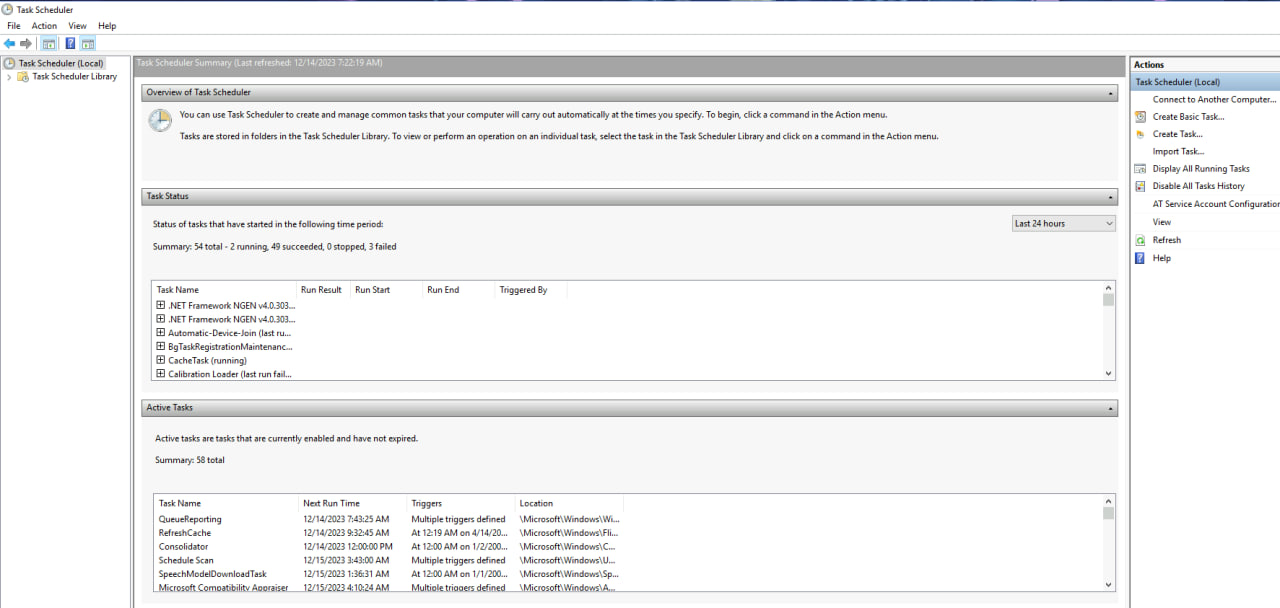 Task Scheduler
File Action View Help
Task Scheduler (Local)
Task Scheduler Library
Task Scheduler Summary (Last refreshed: 12/14/2023 7:22:19 AM)
Overview of Task Scheduler
You can use Task Scheduler to create and manage common tasks that your computer will carry out automatically at the times you specify. To begin, click a command in the Action menu.
Tasks are stored in folders in the Task Scheduler Library. To view or perform an operation on an individual task, select the task in the Task Scheduler Library and click on a command in the Action menu.
Task Status
Status of tasks that have started in the following time period:
Last 24 hours
Summary: 54 total - 2 running, 49 succeeded, 0 stopped, 3 failed
Task Name Run Result Run Start Run End Triggered By
.NET Framework NGEN v4.0.303...
.NET Framework NGEN v4.0.303...
Automatic-Device-Join (last ru...
BgTaskRegistrationMaintenanc...
CacheTask (running)
Calibration Loader (last run fail...
Active Tasks
Active tasks are tasks that are currently enabled and have not expired.
Summary: 58 total
Task Name Next Run Time Triggers Location
QueueReporting 12/14/2023 7:43:25 AM Multiple triggers defined \Microsoft\Windows\Wi...
RefreshCache 12/14/2023 9:32:45 AM At 12:19 AM on 4/14/20... \Microsoft\Windows\Fli...
Consolidator 12/14/2023 12:00:00 PM At 12:00 AM on 1/2/200... \Microsoft\Windows\C...
Schedule Scan 12/15/2023 3:43:00 AM Multiple triggers defined \Microsoft\Windows\U...
SpeechModelDownloadTask 12/15/2023 1:36:31 AM At 12:00 AM on 1/1/200... \Microsoft\Windows\Sp...
Microsoft Compatibility Appraiser 12/15/2023 4:10:24 AM Multiple triggers defined \Microsoft\Windows\A...
Actions
Task Scheduler (Local)
Connect to Another Computer...
Create Basic Task...
Create Task...
Import Task...
Display All Running Tasks
Disable All Tasks History
AT Service Account Configuration
View
Refresh
Help